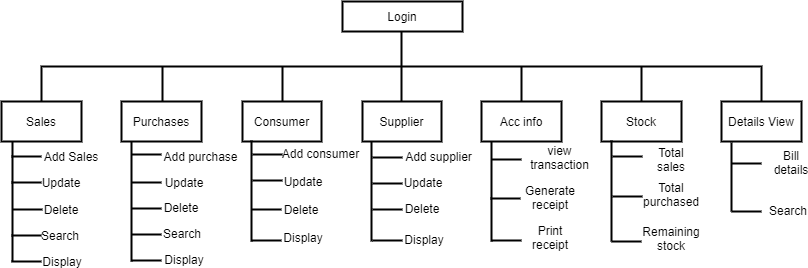 Login
Sales
Purchases
Consumer
Supplier
Acc info
Stock
Details View
Add Sales
Update
Delete
Search
Display
Add purchase
Update
Delete
Search
Display
Add consumer
Update
Delete
Display
Add supplier
Update
Delete
Display
view
transaction
Generate
receipt
Print
receipt
Total
sales
Total
purchased
Remaining
stock
Bill
details
Search